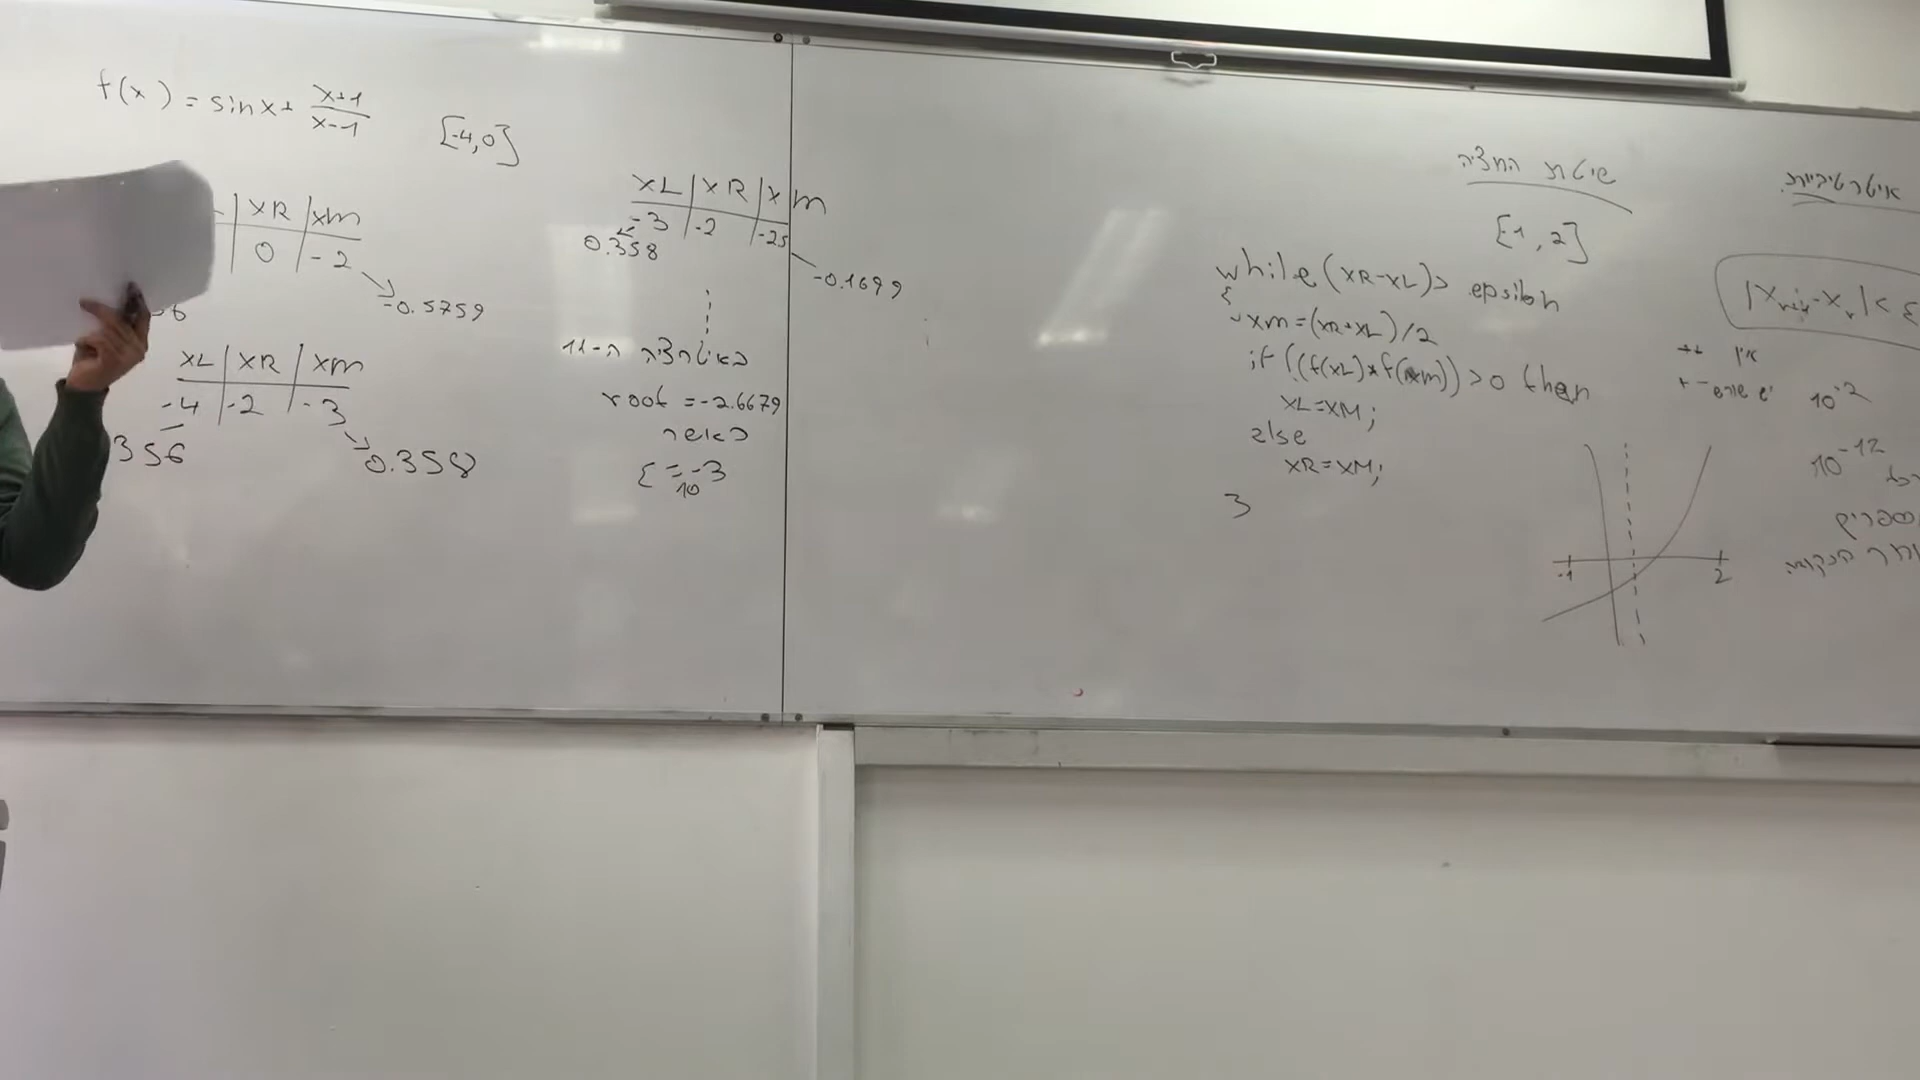 f(x) = sinx + x+1/x-1 [-4,0]
XR | xm
0 | -2
-0.5759
xL | XR | xm
-4 | -2 | -3
356
0.358
xL | XR | xm
-3 | -2 | -25
0.358
-0.1699
באיטרציה ה-11
root = -2.6679
כאשר
ε = 10-3
שיטת החציה
[-1, 2]
while (XR-XL) > epsilon
{
xm = (XR+XL)/2
if ((f(XL)*f(xm)) > 0 then
XL = XM;
else
XR = XM;
}
-1 2
איטרטיביות
| < ε
אין ++
10-2
10-12